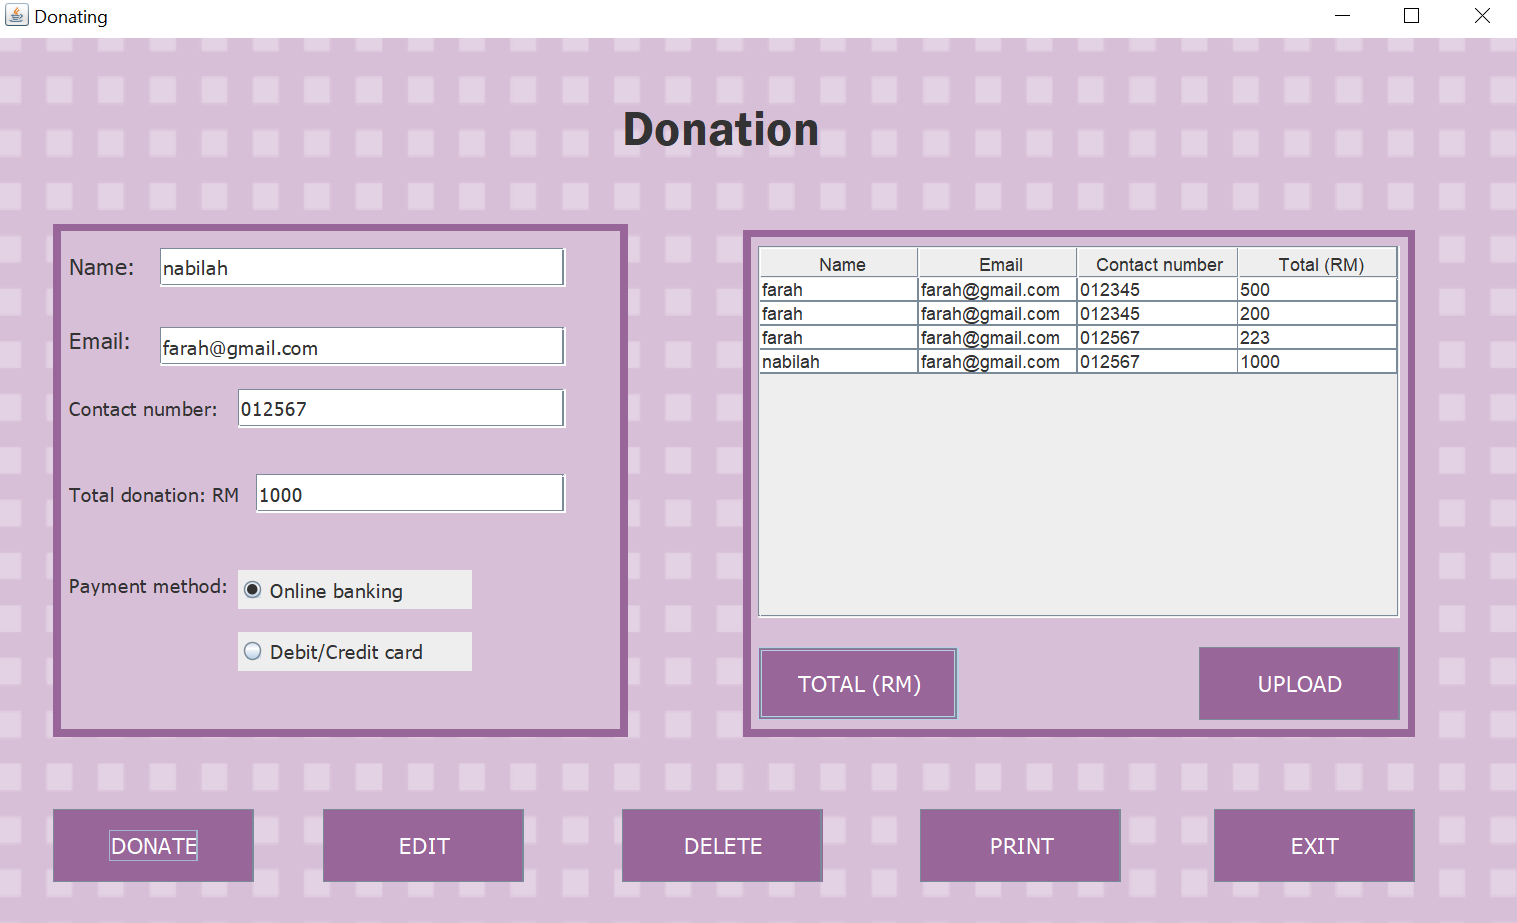 Donating
Donation
Name: nabilah
Email: farah@gmail.com
Contact number: 012567
Total donation: RM 1000
Payment method: Online banking
Debit/Credit card
Name Email Contact number Total (RM)
farah farah@gmail.com 012345 500
farah farah@gmail.com 012345 200
farah farah@gmail.com 012567 223
nabilah farah@gmail.com 012567 1000
TOTAL (RM) UPLOAD
DONATE EDIT DELETE PRINT EXIT